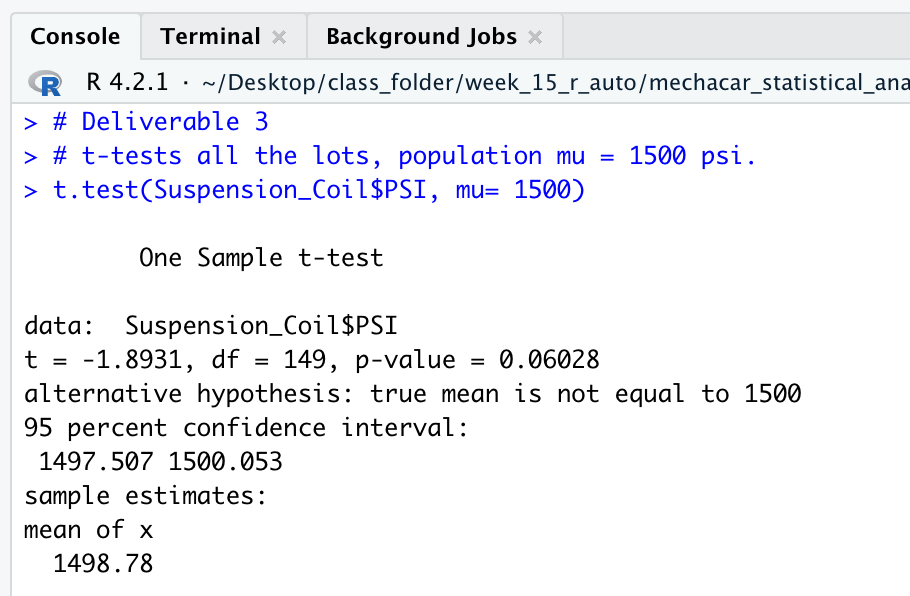 Console Terminal × Background Jobs ×
R R 4.2.1 · ~/Desktop/class_folder/week_15_r_auto/mechacar_statistical_ana
> # Deliverable 3
> # t-tests all the lots, population mu = 1500 psi.
> t.test(Suspension_Coil$PSI, mu= 1500)
One Sample t-test
data:  Suspension_Coil$PSI
t = -1.8931, df = 149, p-value = 0.06028
alternative hypothesis: true mean is not equal to 1500
95 percent confidence interval:
1497.507 1500.053
sample estimates:
mean of x
1498.78